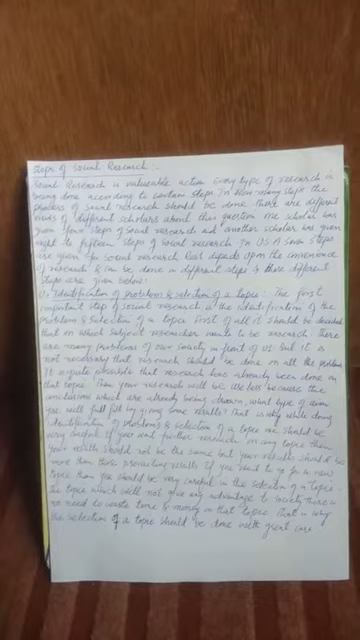 Steps of Social Research:-
Social Research is valueable action every type of research is
being done according to certain steps In How many steps the
process of social research should be done There are different
views of different scholars about this question one scholar has
given four steps of social research and another scholar has given
eight to fifteen steps of social research In U.S.A Seven steps
are given for social research But depends upon the convenience
of research & can be done in different steps & these different
steps are given below:
Identification of problems & selection of a topic:- The first
important step of social research is the identification of the
problems & Selection of a topic First of all it should be decided
that on which subject researcher wants to be research There
are many problems of our society in front of us But it is
not necessary that research should be done on all the problems
It is quite possible that research has already been done on
that topic Then your research will be useless because the
conclusions which are already being drawn, what type of
you will full fill by giving same results That is why while doing
identification of problems & selection of a topic one should be
very careful If you want further research on any topic then
your results should not be the same but your results should be
more than those previous results If you want to go for a new
topic than you should be very careful in the selection of a topic
The topic which will not give any advantage to society there is
no need to waste time & money on that topic That is why
the selection of a topic should be done with great care